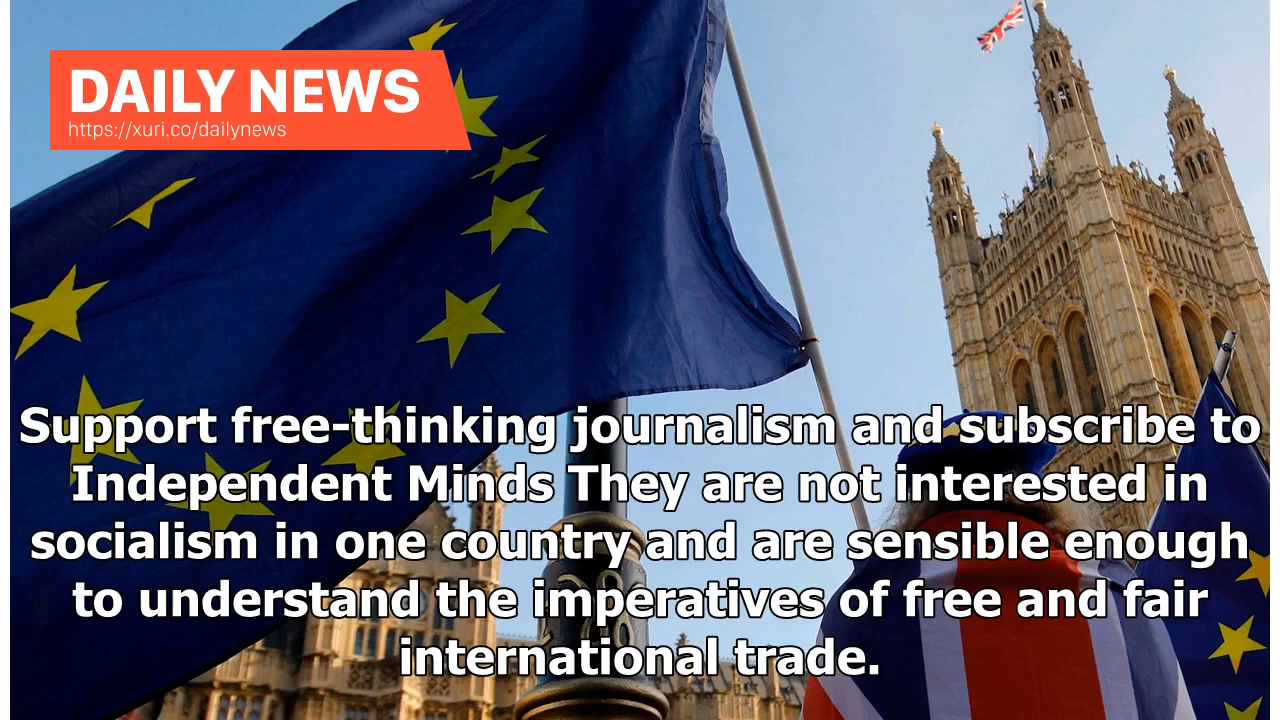 DAILY NEWS
https://xuri.co/dailynews
Support free-thinking journalism and subscribe to
Independent Minds They are not interested in
socialism in one country and are sensible enough
to understand the imperatives of free and fair
international trade.